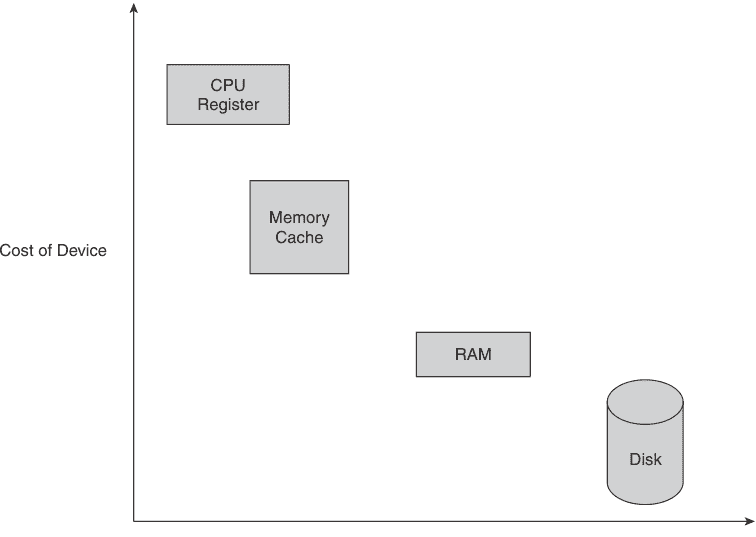 CPU
Register
Memory
Cache
Cost of Device
RAM
Disk